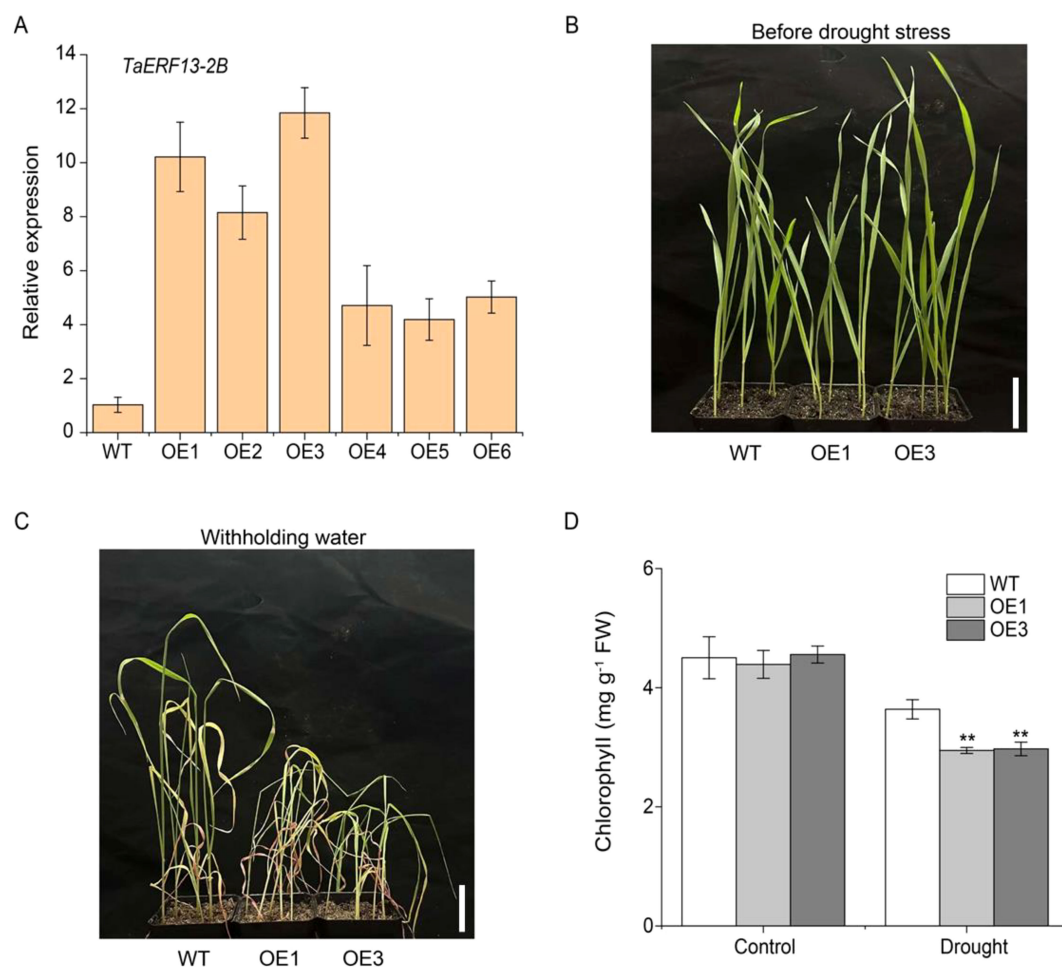 A
TaERF13-2B
Relative expression
14
12
10
8
6
4
2
0
WT OE1 OE2 OE3 OE4 OE5 OE6
B
Before drought stress
WT OE1 OE3
C
Withholding water
WT OE1 OE3
D
Chlorophyll (mg g⁻¹ FW)
6
4
2
0
WT
OE1
OE3
** **
Control Drought